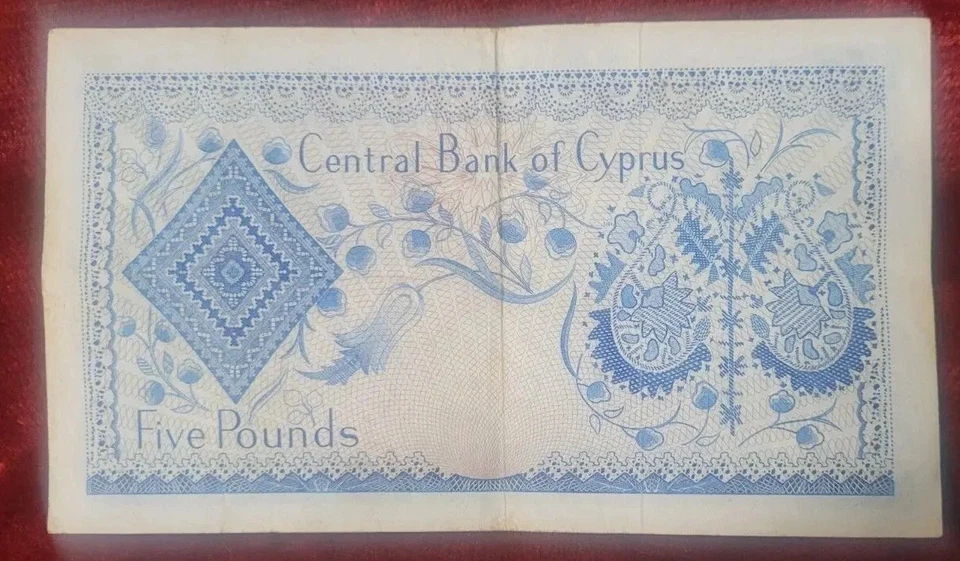 Central Bank of Cyprus
Five Pounds